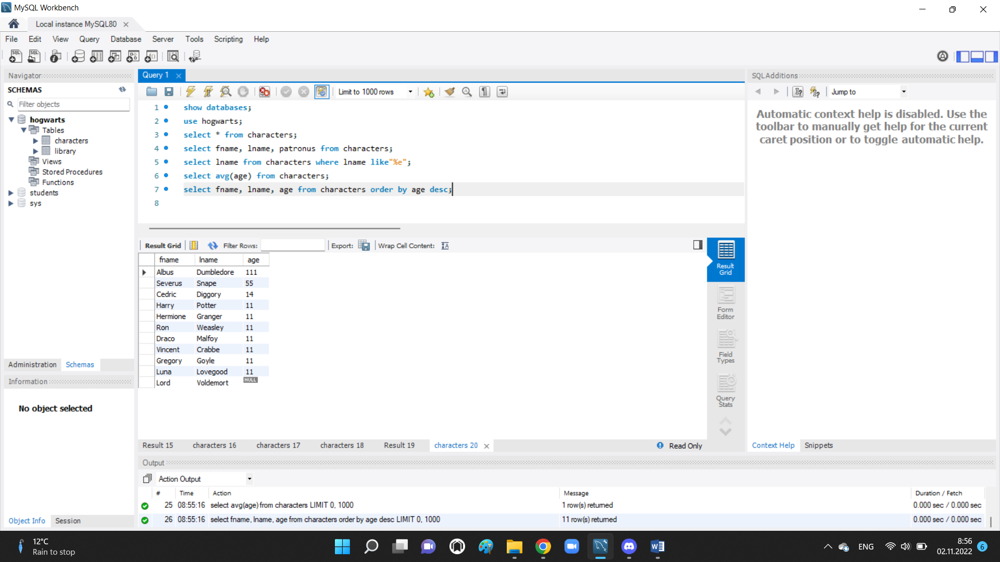 MySQL Workbench
Local instance MySQL80
File Edit View Query Database Server Tools Scripting Help
Navigator
SCHEMAS
Filter objects
hogwarts
Tables
characters
library
Views
Stored Procedures
Functions
students
sys
Administration Schemas
Information
No object selected
Object Info Session
Query 1
Limit to 1000 rows
1 show databases;
2 use hogwarts;
3 select * from characters;
4 select fname, lname, patronus from characters;
5 select lname from characters where lname like"%e";
6 select avg(age) from characters;
7 select fname, lname, age from characters order by age desc;
8
Result Grid Filter Rows: Export: Wrap Cell Content:
fname lname age
Albus Dumbledore 111
Severus Snape 55
Cedric Diggory 14
Harry Potter 11
Hermione Granger 11
Ron Weasley 11
Draco Malfoy 11
Vincent Crabbe 11
Gregory Goyle 11
Luna Lovegood 11
Lord Voldemort NULL
Result Grid
Form Editor
Field Types
Query Stats
Result 15 characters 16 characters 17 characters 18 Result 19 characters 20 Read Only
SQLAdditions
Jump to
Automatic context help is disabled. Use the
toolbar to manually get help for the current
caret position or to toggle automatic help.
Context Help Snippets
Output
Action Output
# Time Action Message Duration / Fetch
25 08:55:16 select avg(age) from characters LIMIT 0, 1000 1 row(s) returned 0.000 sec / 0.000 sec
26 08:55:16 select fname, lname, age from characters order by age desc LIMIT 0, 1000 11 row(s) returned 0.000 sec / 0.000 sec
12°C
Rain to stop
ENG
8:56
02.11.2022
6